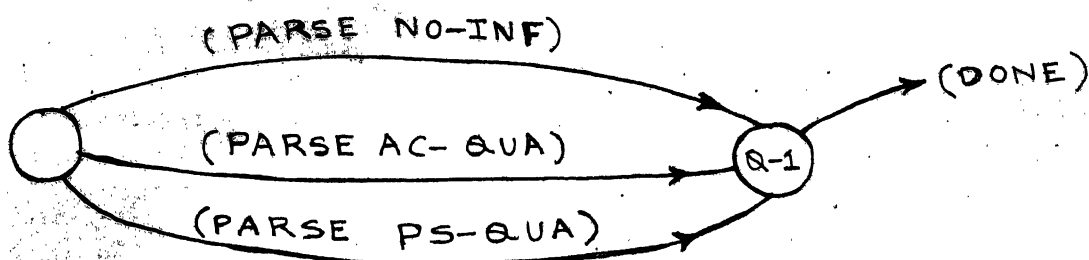 (PARSE NO-INF)
(DONE)
(PARSE AC-QUA)
Q-1
(PARSE PS-QUA)